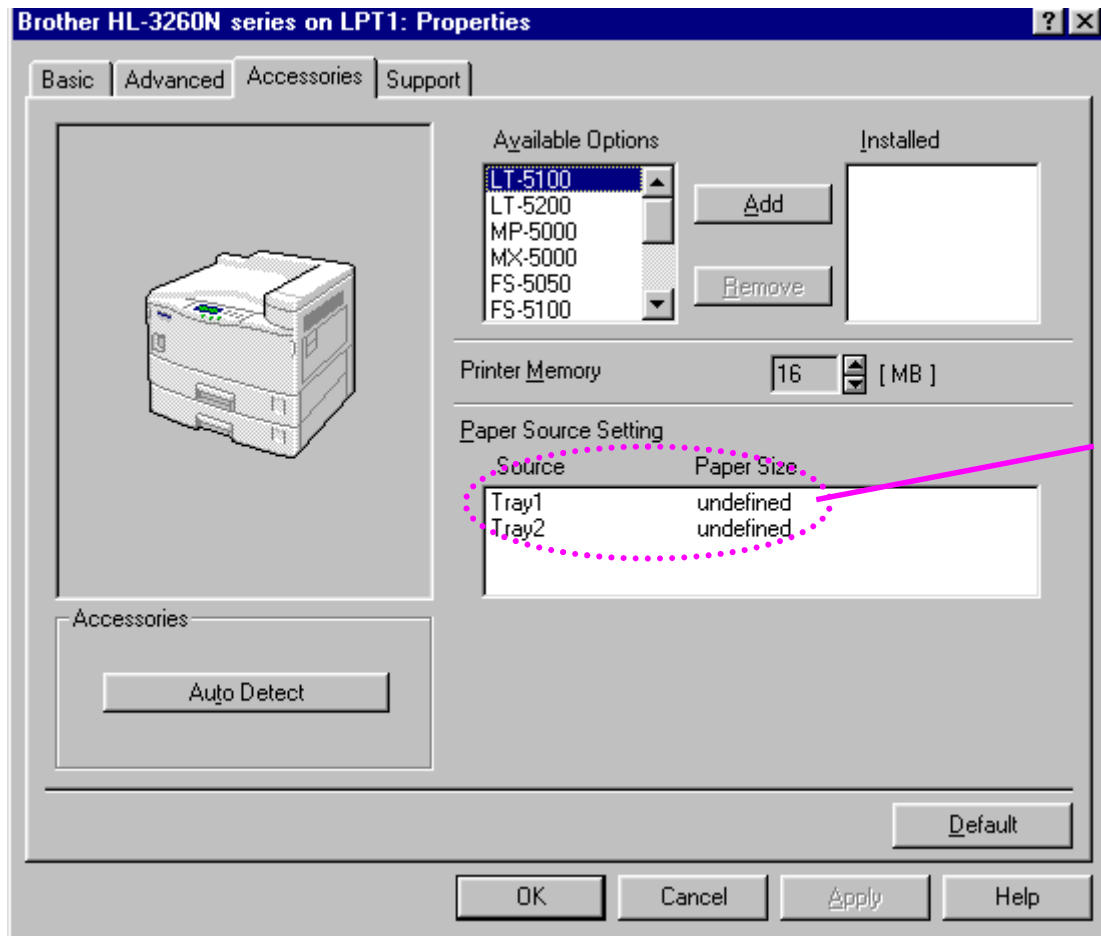 Brother HL-3260N series on LPT1: Properties
Basic Advanced Accessories Support
Available Options Installed
LT-5100
LT-5200
MP-5000
MX-5000
FS-5050
FS-5100
Add
Remove
Printer Memory 16 [ MB ]
Paper Source Setting
Source Paper Size
Tray1 undefined
Tray2 undefined
Accessories
Auto Detect
Default
OK Cancel Apply Help